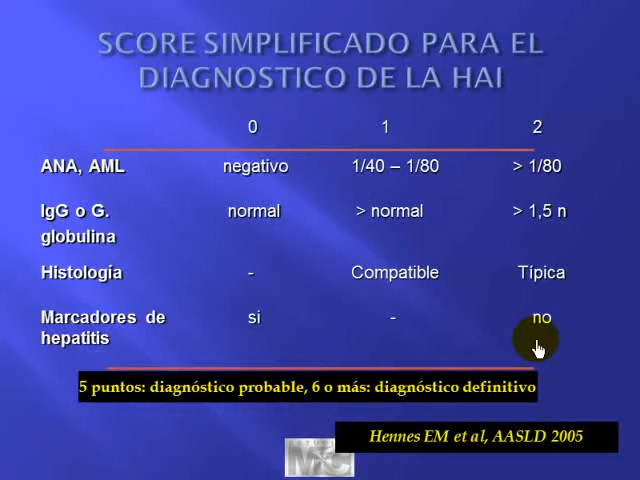 SCORE SIMPLIFICADO PARA EL
DIAGNOSTICO DE LA HAI
0 1 2
ANA, AML negativo 1/40 – 1/80 > 1/80
IgG o G. normal > normal > 1,5 n
globulina
Histología - Compatible Típica
Marcadores de si - no
hepatitis
5 puntos: diagnóstico probable, 6 o más: diagnóstico definitivo
Hennes EM et al, AASLD 2005